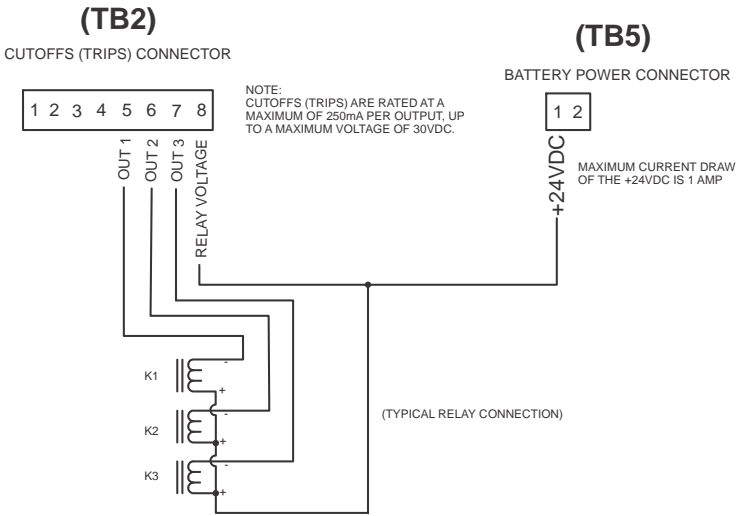 (TB2)
CUTOFFS (TRIPS) CONNECTOR
1 2 3 4 5 6 7 8
OUT 1
OUT 2
OUT 3
RELAY VOLTAGE
NOTE:
CUTOFFS (TRIPS) ARE RATED AT A
MAXIMUM OF 250mA PER OUTPUT, UP
TO A MAXIMUM VOLTAGE OF 30VDC.
(TB5)
BATTERY POWER CONNECTOR
1 2
+24VDC
MAXIMUM CURRENT DRAW
OF THE +24VDC IS 1 AMP
-
K1
+
-
K2
+
-
K3
+
(TYPICAL RELAY CONNECTION)